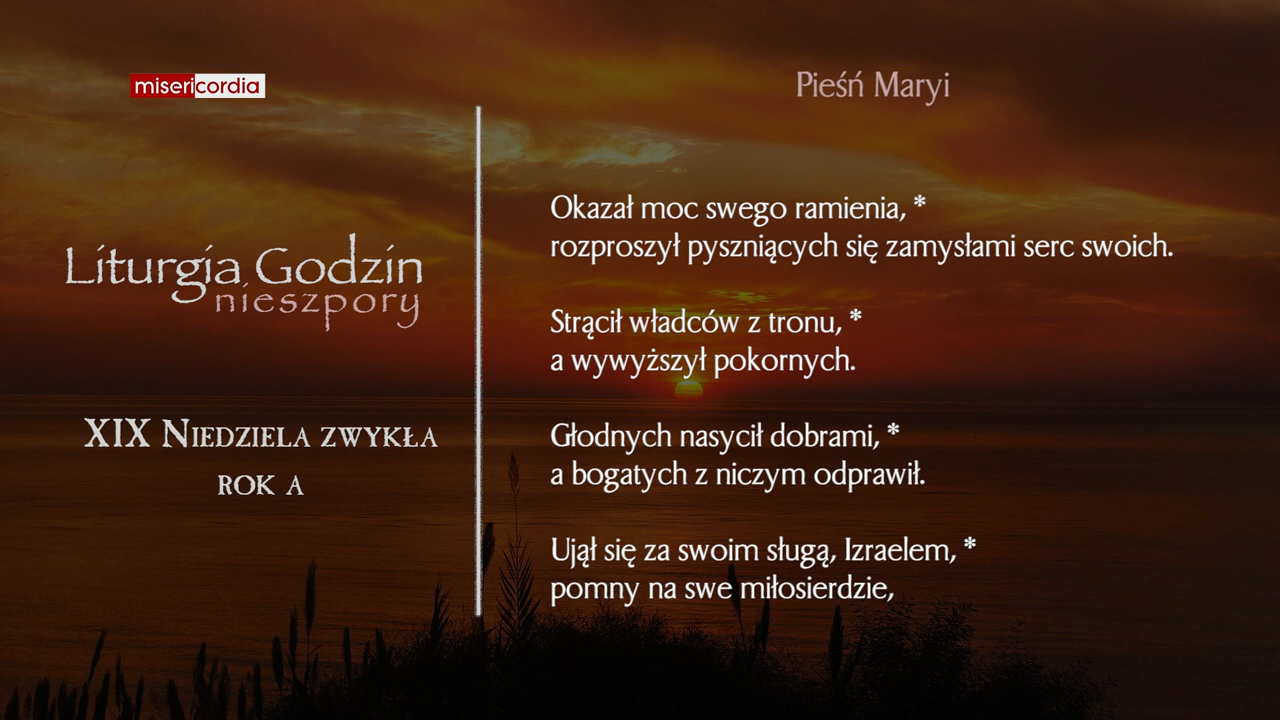 misericordia
Liturgia Godzin
nieszpory
XIX Niedziela zwykła
rok a
Pieśń Maryi
Okazał moc swego ramienia, *
rozproszył pyszniących się zamysłami serc swoich.
Strącił władców z tronu, *
a wywyższył pokornych.
Głodnych nasycił dobrami, *
a bogatych z niczym odprawił.
Ujął się za swoim sługą, Izraelem, *
pomny na swe miłosierdzie,